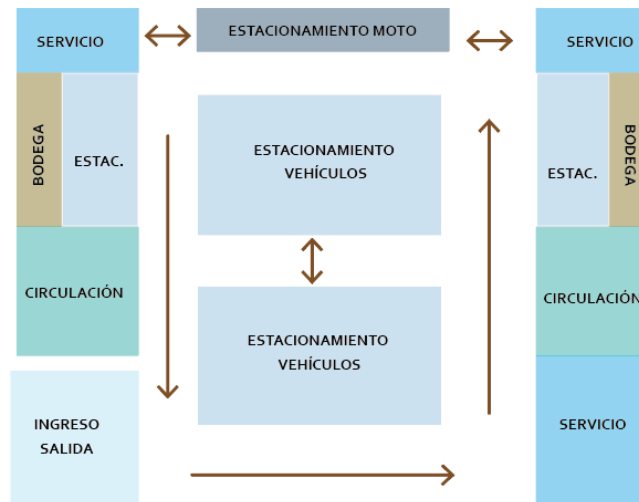 SERVICIO
ESTACIONAMIENTO MOTO
SERVICIO
BODEGA
ESTAC.
ESTACIONAMIENTO
VEHÍCULOS
ESTAC.
BODEGA
CIRCULACIÓN
ESTACIONAMIENTO
VEHÍCULOS
CIRCULACIÓN
INGRESO
SALIDA
SERVICIO